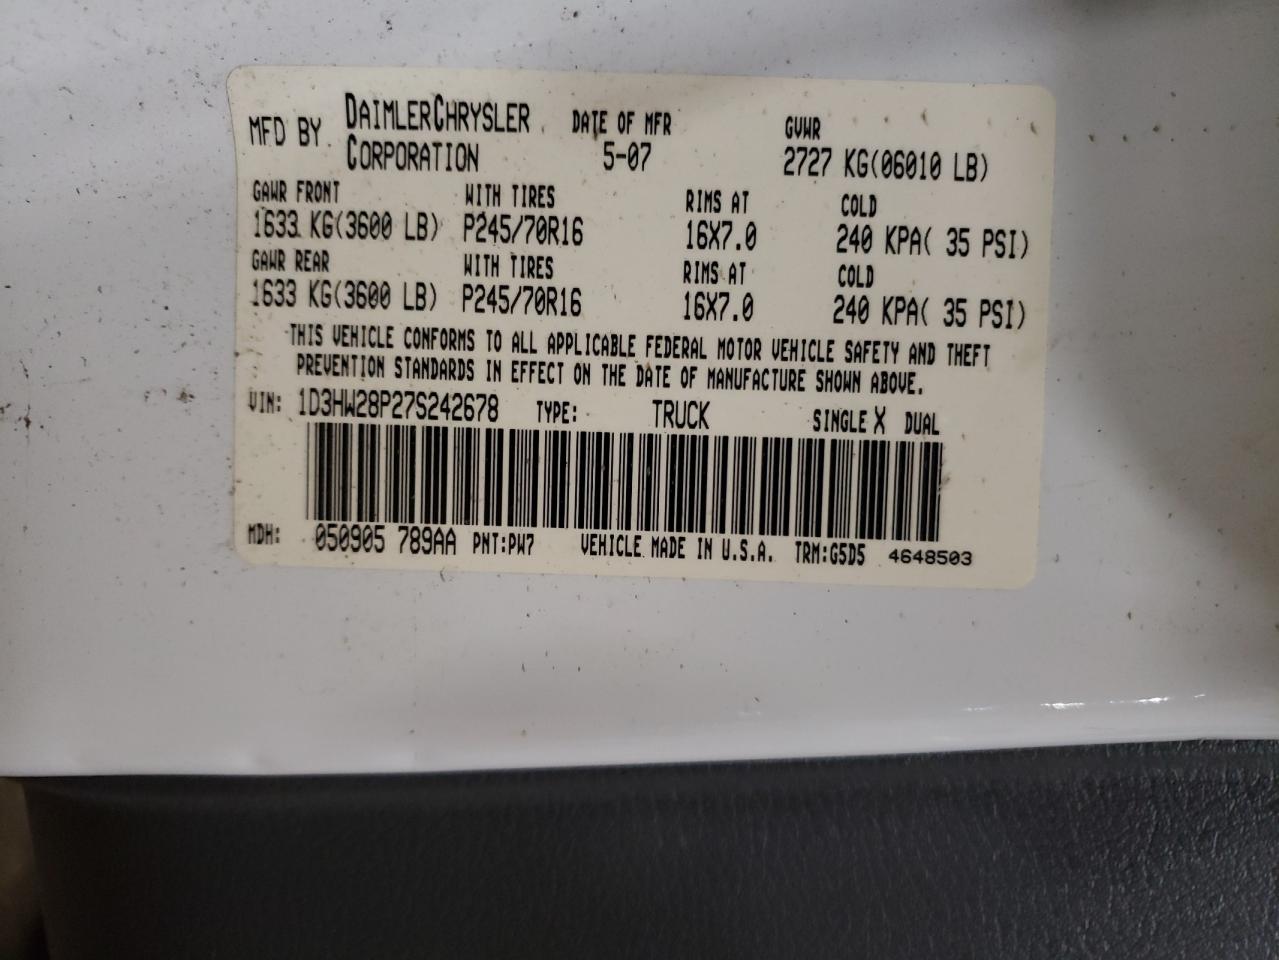 MFD BY DAIMLERCHRYSLER CORPORATION DATE OF MFR 5-07 GVWR 2727 KG(06010 LB)
GAWR FRONT WITH TIRES RIMS AT COLD
1633 KG(3600 LB) P245/70R16 16X7.0 240 KPA( 35 PSI)
GAWR REAR WITH TIRES RIMS AT COLD
1633 KG(3600 LB) P245/70R16 16X7.0 240 KPA( 35 PSI)
THIS VEHICLE CONFORMS TO ALL APPLICABLE FEDERAL MOTOR VEHICLE SAFETY AND THEFT
PREVENTION STANDARDS IN EFFECT ON THE DATE OF MANUFACTURE SHOWN ABOVE.
VIN: 1D3HW28P27S242678 TYPE: TRUCK SINGLE X DUAL
MDH: 050905 789AA PNT:PW7 VEHICLE MADE IN U.S.A. TRM:G5D5 4648503